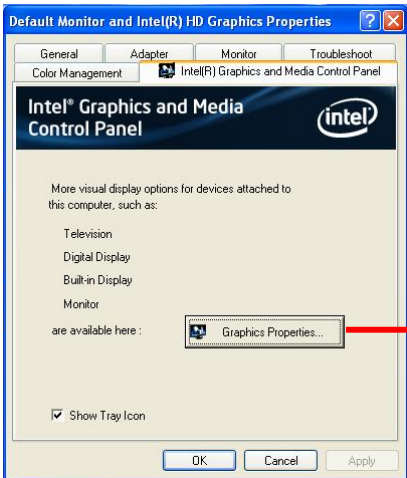 Default Monitor and Intel(R) HD Graphics Properties
General Adapter Monitor Troubleshoot
Color Management Intel(R) Graphics and Media Control Panel
Intel® Graphics and Media
Control Panel
intel
More visual display options for devices attached to
this computer, such as:
Television
Digital Display
Built-in Display
Monitor
are available here : Graphics Properties...
Show Tray Icon
OK Cancel Apply